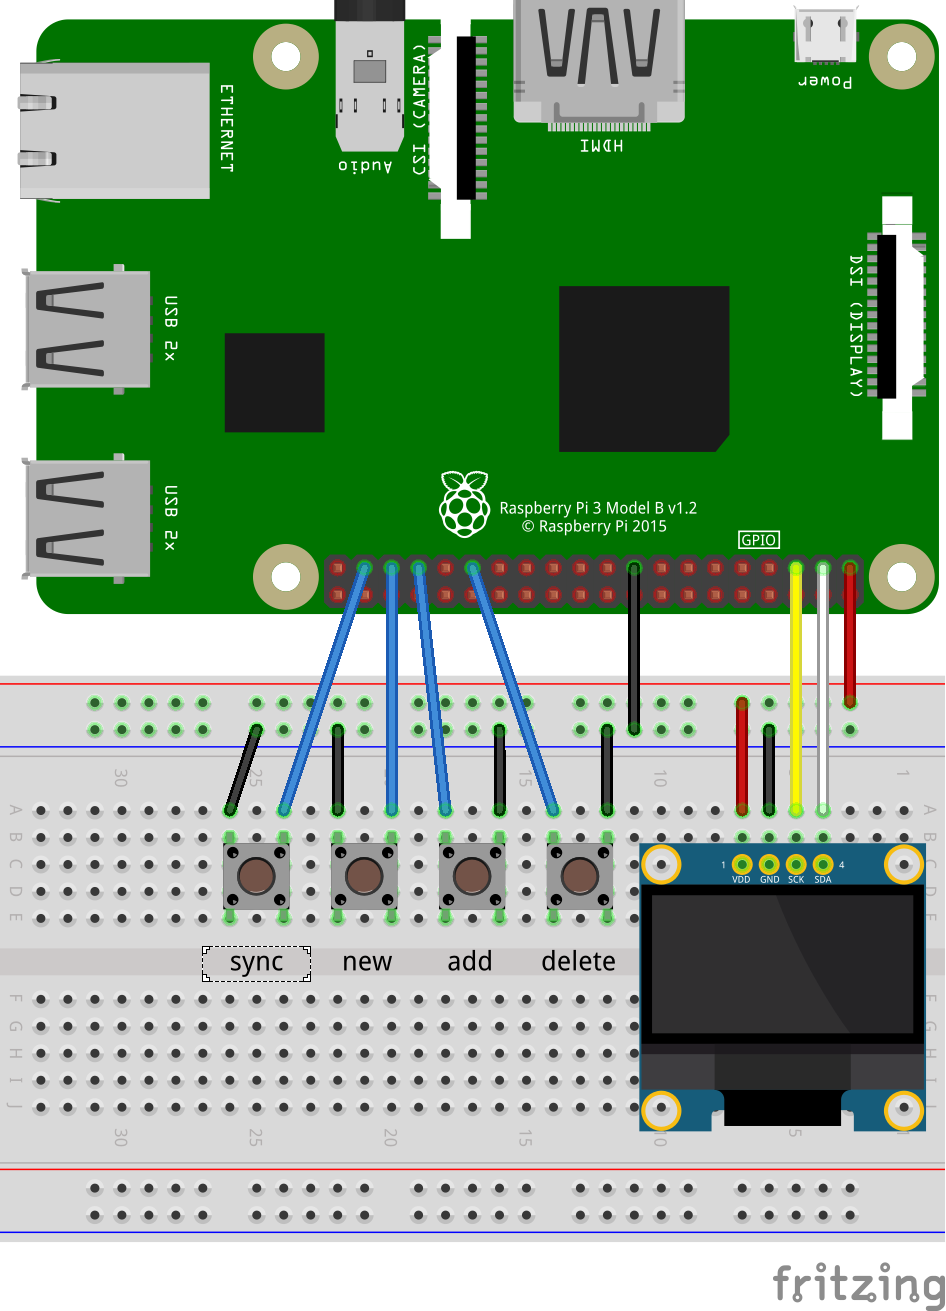 Power
ETHERNET
CSI (CAMERA)
Audio
HDMI
DSI (DISPLAY)
USB 2x
USB 2x
Raspberry Pi 3 Model B v1.2
© Raspberry Pi 2015
GPIO
30 25 20 15 10 1
A A
B B
C
1 4
VDD GND SCK SDA
D D
E
sync new add delete
F
G G
H H
I I
J
30 25 20 15 10 5
fritzing